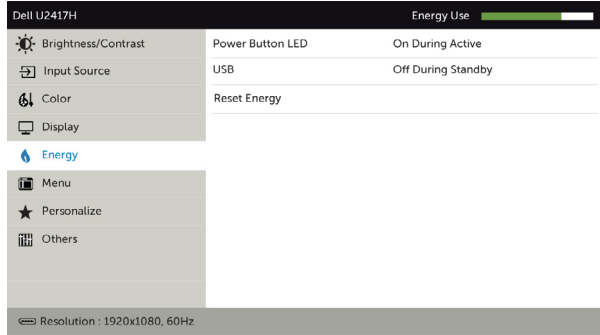 Dell U2417H Energy Use
Brightness/Contrast Power Button LED On During Active
Input Source USB Off During Standby
Color Reset Energy
Display
Energy
Menu
Personalize
Others
Resolution : 1920x1080, 60Hz